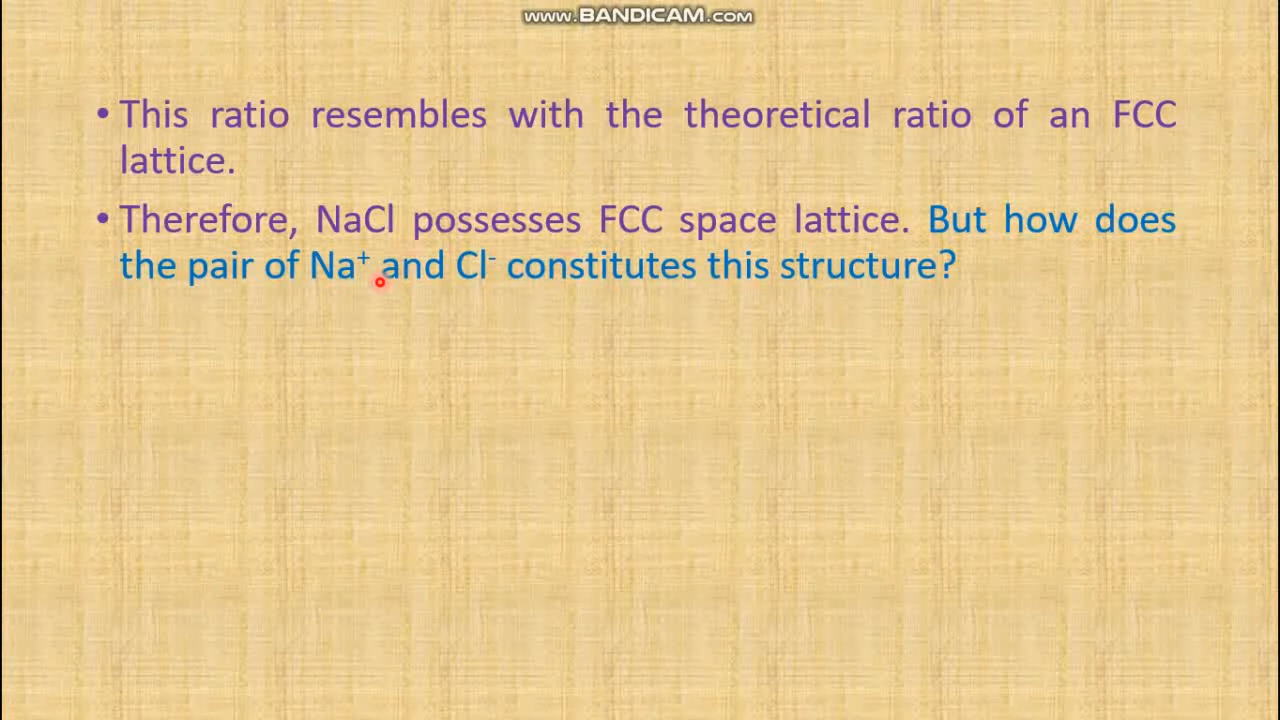 www.BANDICAM.com
• This ratio resembles with the theoretical ratio of an FCC
lattice.
• Therefore, NaCl possesses FCC space lattice. But how does
the pair of Na⁺ and Cl⁻ constitutes this structure?